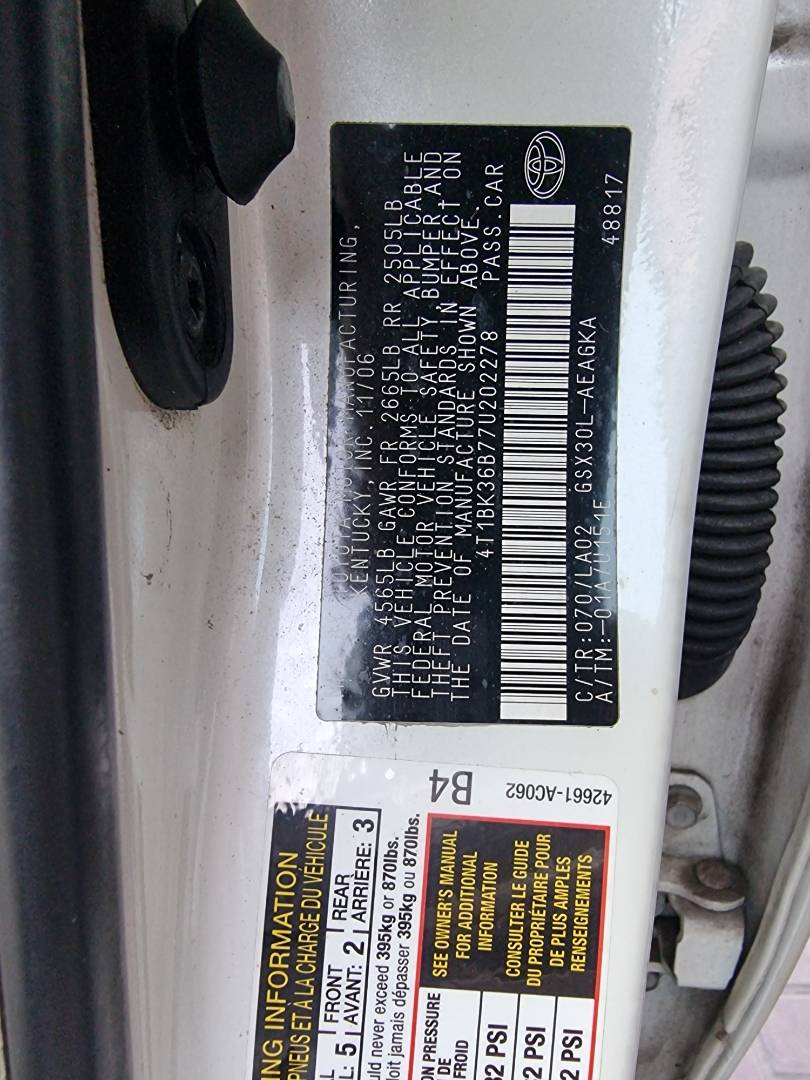 TOYOTA MOTOR MANUFACTURING,
KENTUCKY, INC. 11/06
GVWR 4565LB GAWR FR 2665LB RR 2505LB
THIS VEHICLE CONFORMS TO ALL APPLICABLE
FEDERAL MOTOR VEHICLE SAFETY, BUMPER, AND
THEFT PREVENTION STANDARDS IN EFFECT ON
THE DATE OF MANUFACTURE SHOWN ABOVE.
4T1BK36B77U202278 PASS.CAR
C/TR:070/LA02 GSX30L-AEAGKA
A/TM:-01A/U151E 48817
B4
42661-AC062
ING INFORMATION
PNEUS ET À LA CHARGE DU VÉHICULE
FRONT
REAR
L: 5 AVANT: 2 ARRIÈRE: 3
uld never exceed 395kg or 870lbs.
oit jamais dépasser 395kg ou 870lbs.
ON PRESSURE
DE
FROID
SEE OWNER'S MANUAL
FOR ADDITIONAL
INFORMATION
CONSULTER LE GUIDE
DU PROPRIÉTAIRE POUR
DE PLUS AMPLES
RENSEIGNEMENTS
32 PSI
2 PSI
2 PSI